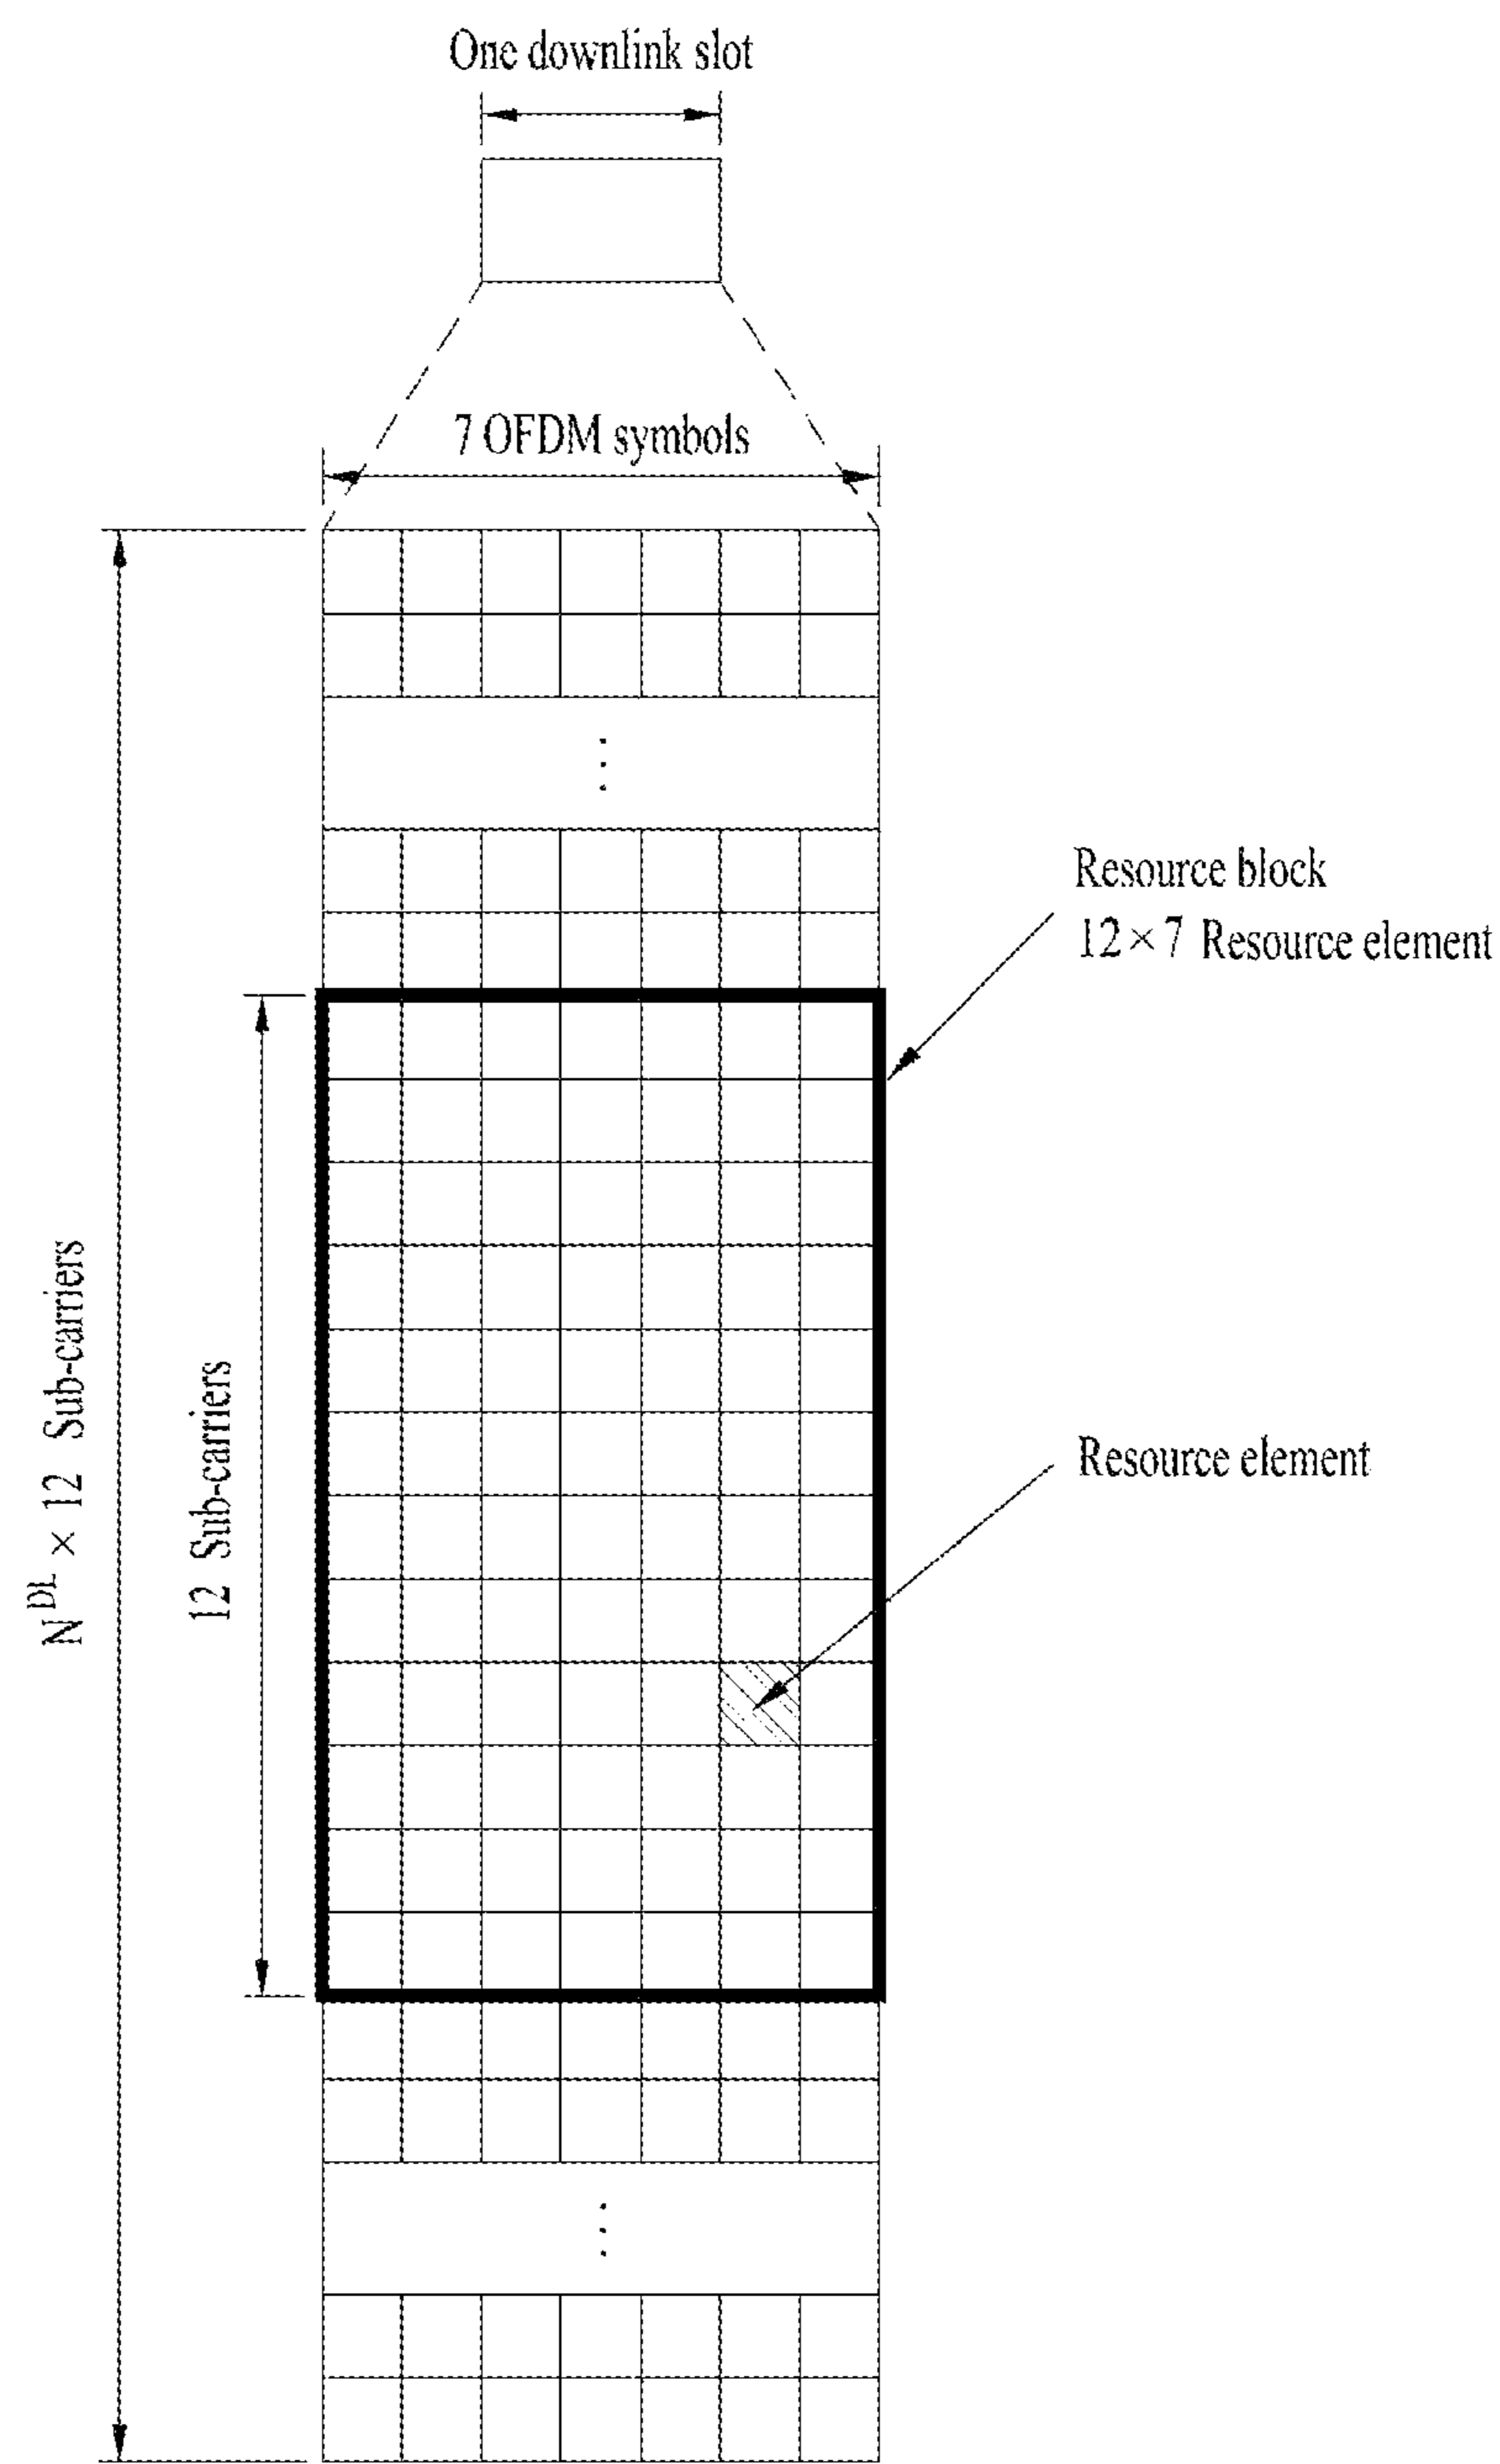 One downlink slot
7 OFDM symbols
Resource block
12×7 Resource element
Resource element
12 Sub-carriers
N^DL × 12 Sub-carriers